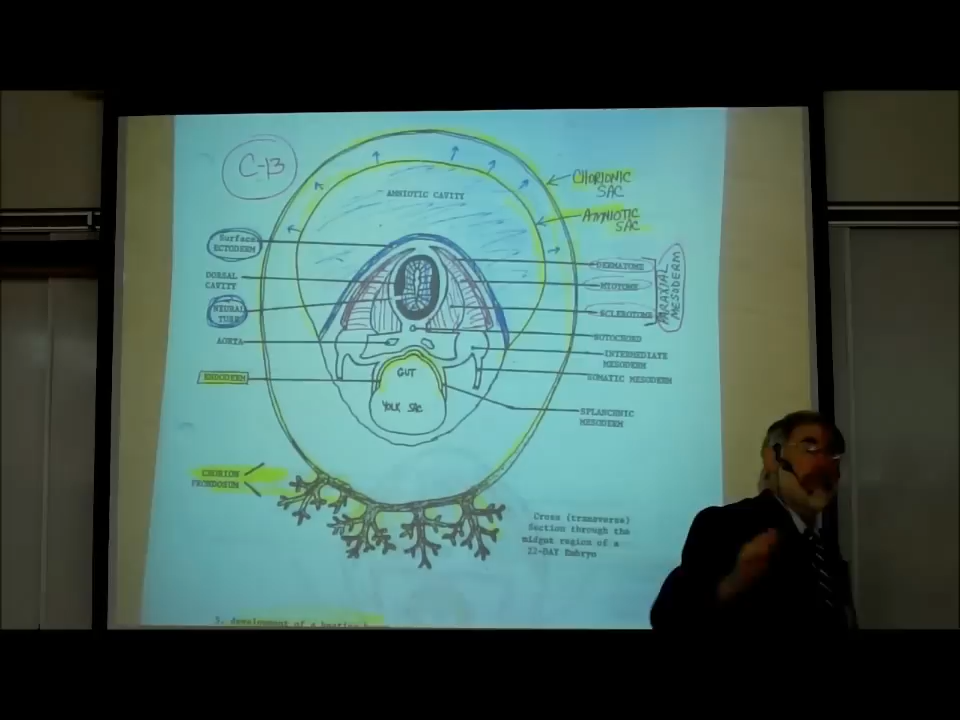 C-13
CHORIONIC
SAC
AMNIOTIC
SAC
AMNIOTIC CAVITY
Surface
ECTODERM
DORSAL
CAVITY
NEURAL
TUBE
AORTA
ENDODERM
CHORION
FRONDOSUM
DERMATOME
MYOTOME
SCLEROTOME
PARAXIAL
MESODERM
NOTOCHORD
INTERMEDIATE
MESODERM
SOMATIC MESODERM
SPLANCHNIC
MESODERM
GUT
YOLK SAC
Cross (transverse)
Section through the
midgut region of a
22-DAY Embryo
development of a